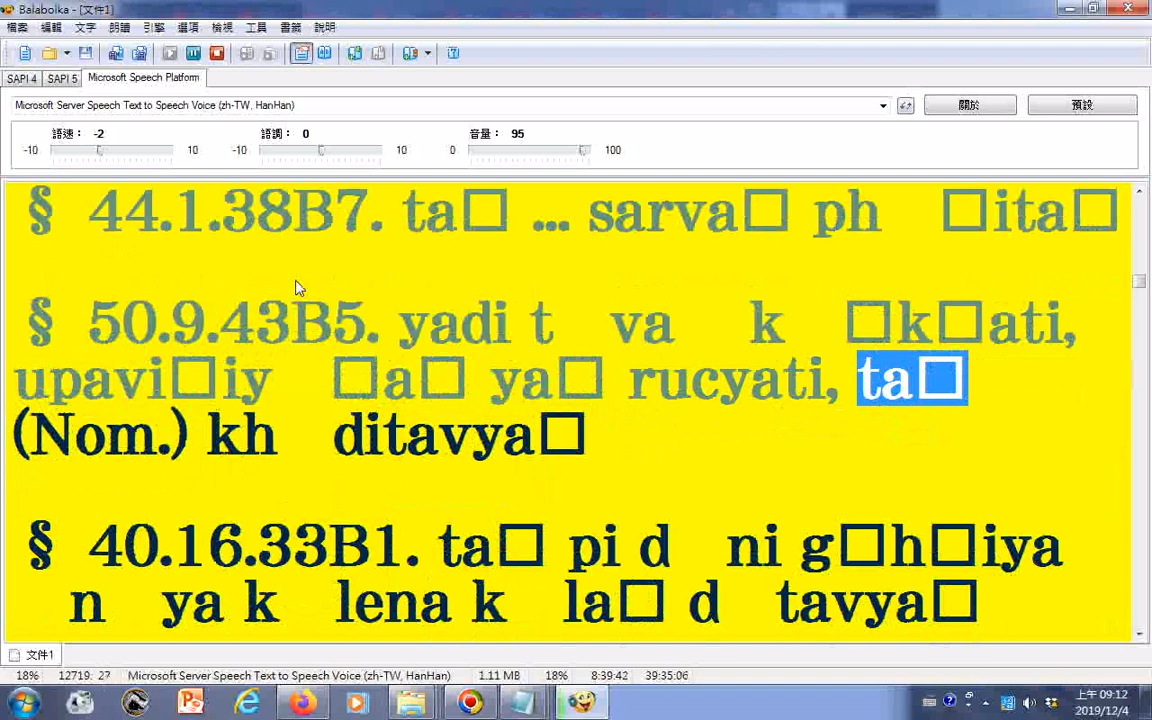 Balabolka - [文件1]
檔案 編輯 文字 朗讀 引擎 選項 檢視 工具 書籤 說明
SAPI 4 SAPI 5 Microsoft Speech Platform
Microsoft Server Speech Text to Speech Voice (zh-TW, HanHan) 關於 預設
語速： -2 語調： 0 音量： 95
-10 10 -10 10 0 100
§ 44.1.38B7. ta□ ... sarva□ ph □ita□
§ 50.9.43B5. yadi t va k □k□ati,
upavi□iy □a□ ya□ rucyati, ta□
(Nom.) kh ditavya□
§ 40.16.33B1. ta□ pi d ni g□h□iya
n ya k lena k la□ d tavya□
文件1
18% 12719: 27 Microsoft Server Speech Text to Speech Voice (zh-TW, HanHan) 1.11 MB 18% 8:39:42 39:35:06
上午 09:12
2019/12/4